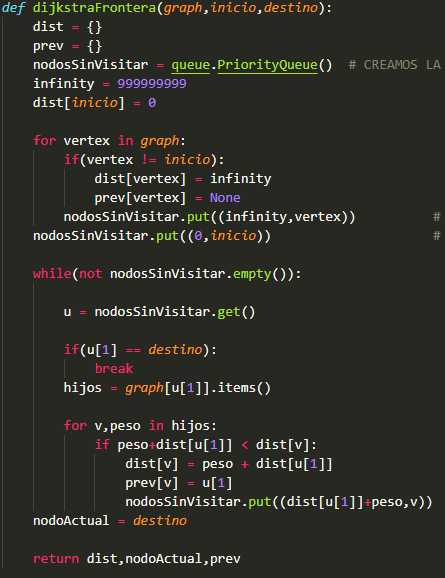 def dijkstraFrontera(graph,inicio,destino):
    dist = {}
    prev = {}
    nodosSinVisitar = queue.PriorityQueue()  # CREAMOS LA
    infinity = 999999999
    dist[inicio] = 0
    for vertex in graph:
        if(vertex != inicio):
            dist[vertex] = infinity
            prev[vertex] = None
        nodosSinVisitar.put((infinity,vertex))          #
    nodosSinVisitar.put((0,inicio))                     #
    while(not nodosSinVisitar.empty()):
        u = nodosSinVisitar.get()
        if(u[1] == destino):
            break
        hijos = graph[u[1]].items()
        for v,peso in hijos:
            if peso+dist[u[1]] < dist[v]:
                dist[v] = peso + dist[u[1]]
                prev[v] = u[1]
                nodosSinVisitar.put((dist[u[1]]+peso,v))
    nodoActual = destino
    return dist,nodoActual,prev